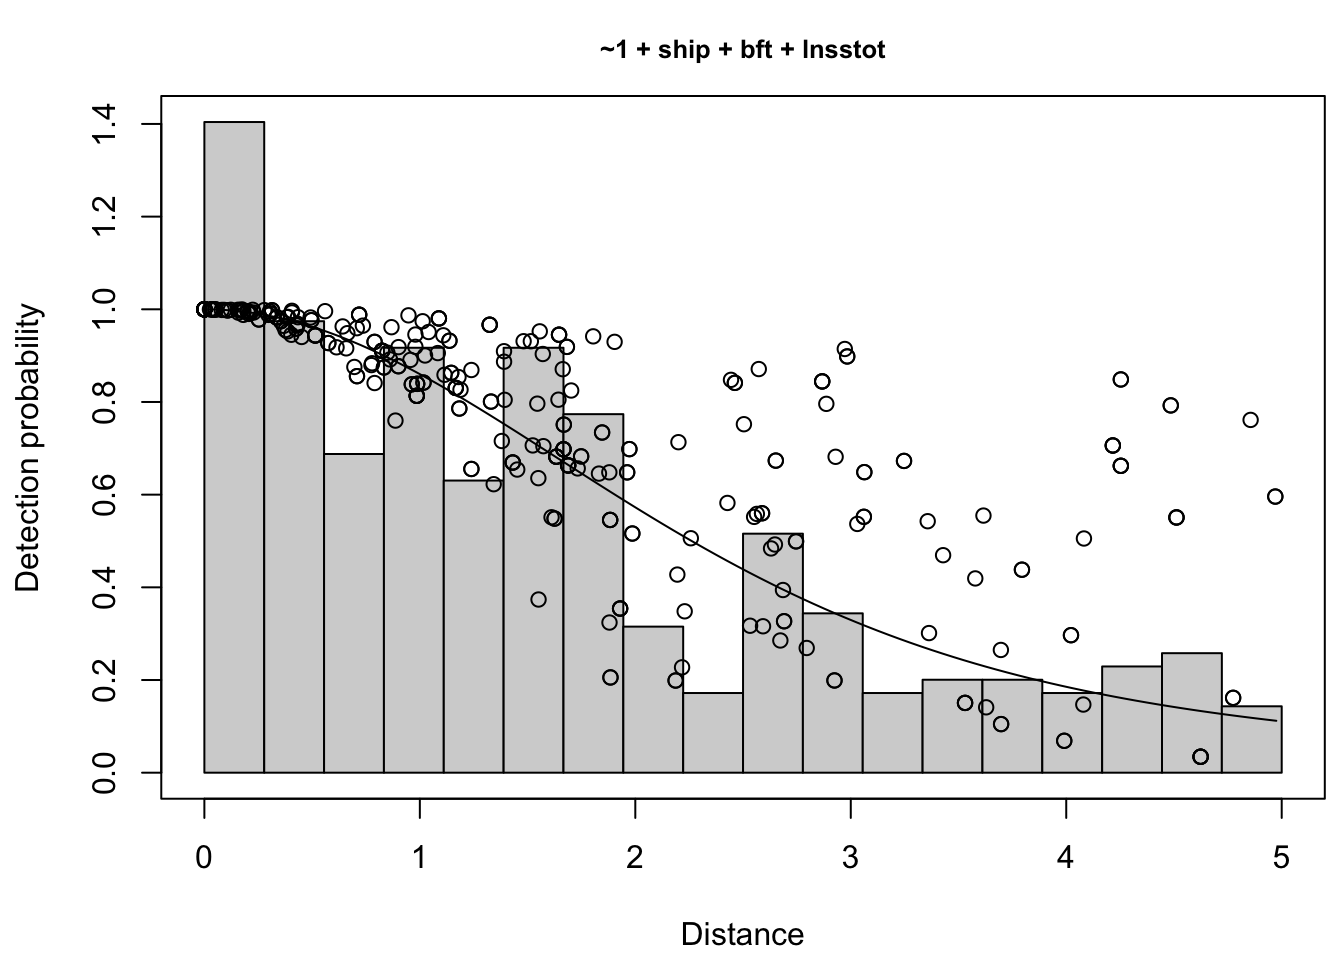 ~1 + ship + bft + lnsstot
Detection probability
1.4
1.2
1.0
0.8
0.6
0.4
0.2
0.0
0 1 2 3 4 5
Distance